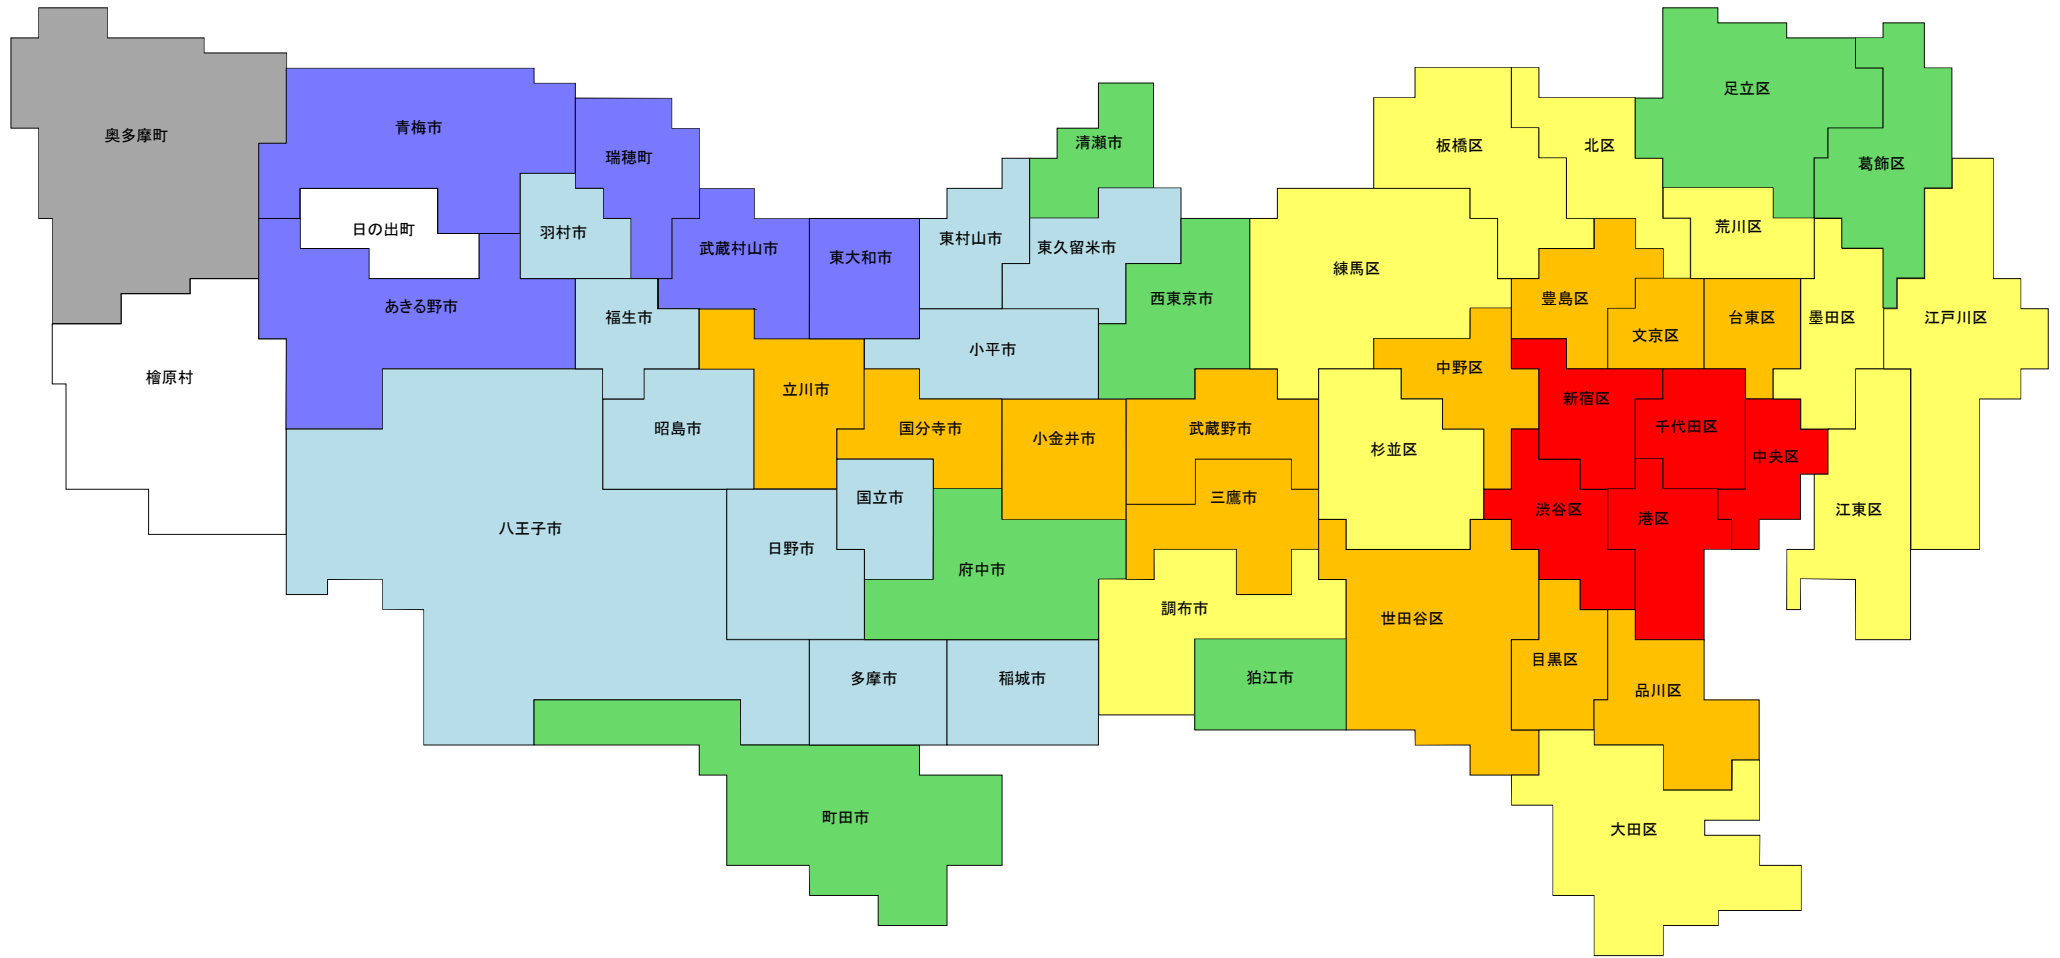 足立区
青梅市
奥多摩町
清瀬市
板橋区
北区
瑞穂町
葛飾区
日の出町
羽村市
荒川区
東村山市
武蔵村山市
東久留米市
東大和市
練馬区
西東京市
豊島区
あきる野市
福生市
台東区
墨田区
江戸川区
文京区
小平市
中野区
檜原村
立川市
新宿区
千代田区
昭島市
国分寺市
小金井市
武蔵野市
杉並区
中央区
国立市
三鷹市
渋谷区
江東区
港区
八王子市
日野市
府中市
調布市
世田谷区
目黒区
多摩市
稲城市
狛江市
品川区
町田市
大田区